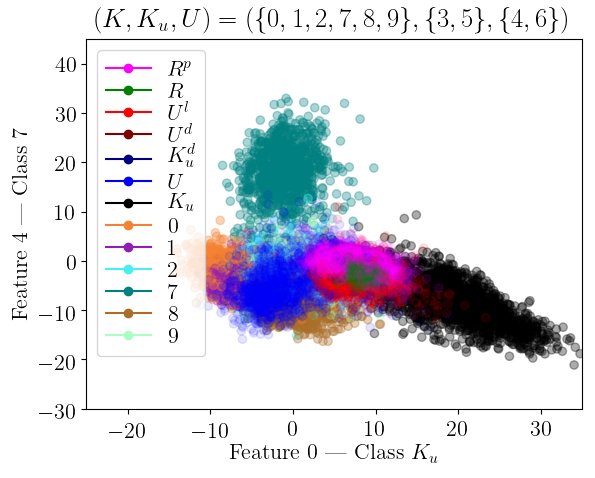 (K, K_u, U) = ({0, 1, 2, 7, 8, 9}, {3, 5}, {4, 6})
40
30
20
10
0
−10
−20
−30
Feature 4 — Class 7
R^p
R
U^l
U^d
K_u^d
U
K_u
0
1
2
7
8
9
−20 −10 0 10 20 30
Feature 0 — Class K_u